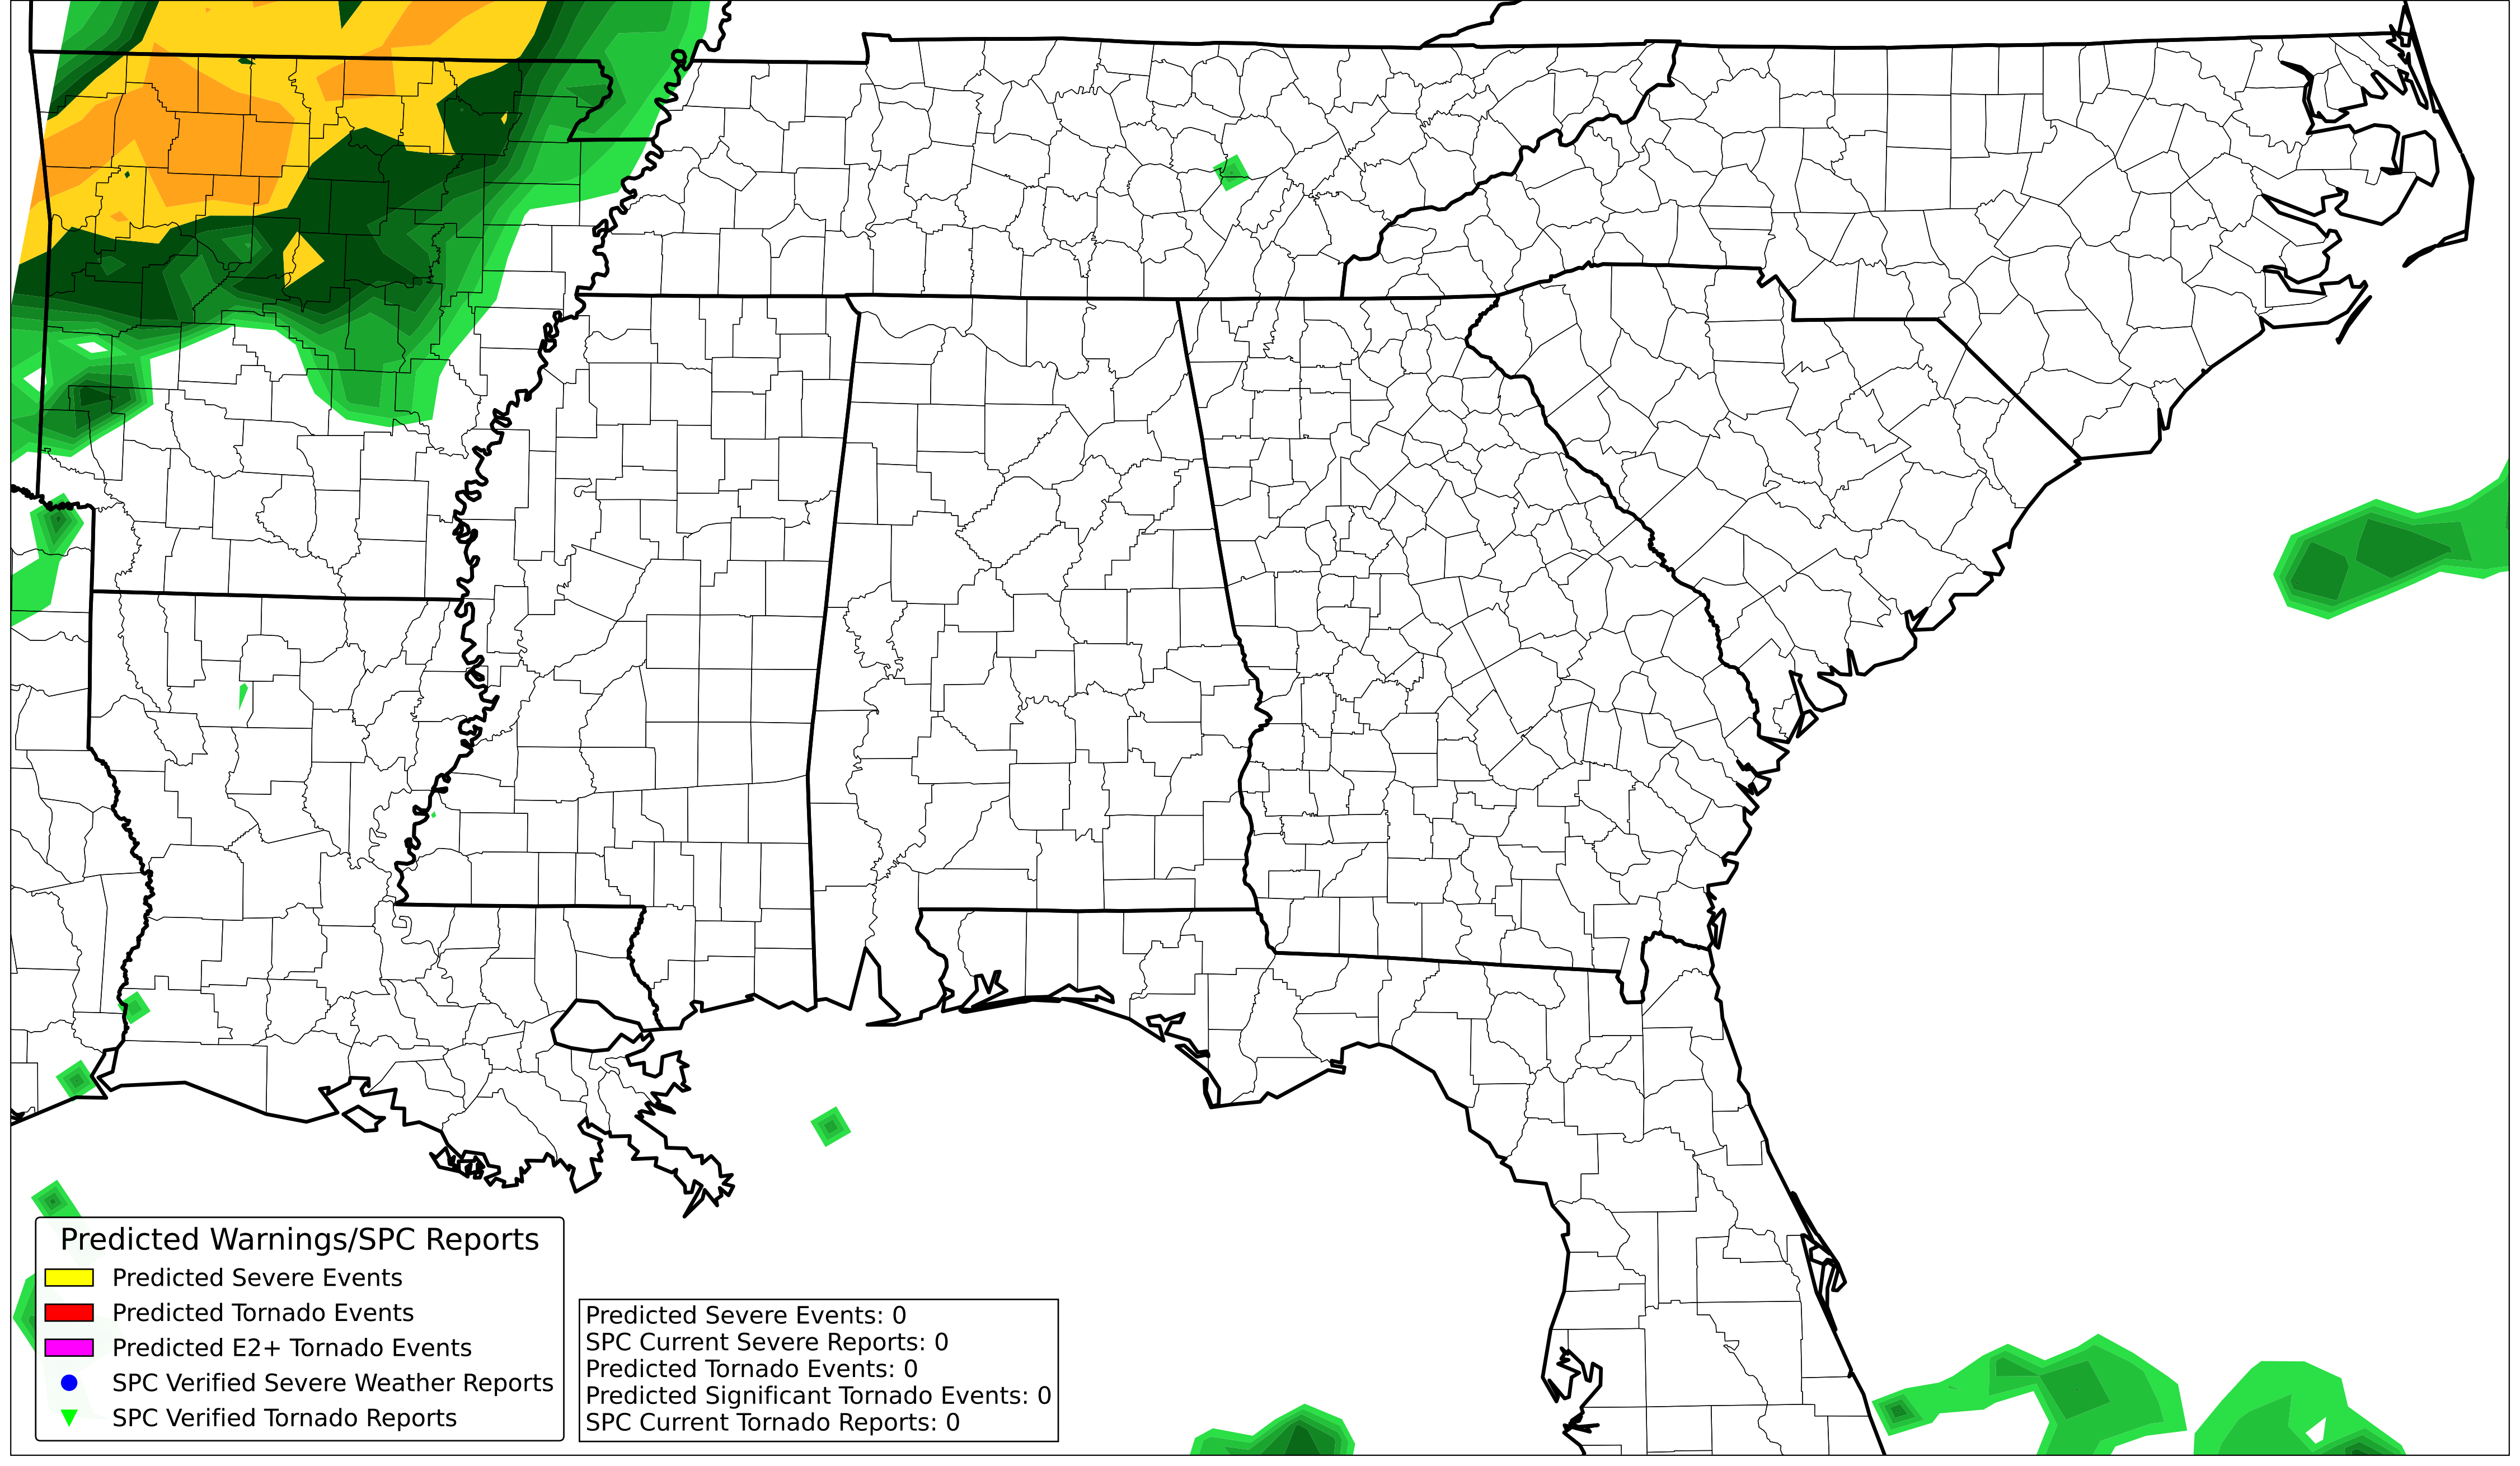 Predicted Warnings/SPC Reports
Predicted Severe Events
Predicted Tornado Events
Predicted E2+ Tornado Events
SPC Verified Severe Weather Reports
SPC Verified Tornado Reports
Predicted Severe Events: 0
SPC Current Severe Reports: 0
Predicted Tornado Events: 0
Predicted Significant Tornado Events: 0
SPC Current Tornado Reports: 0